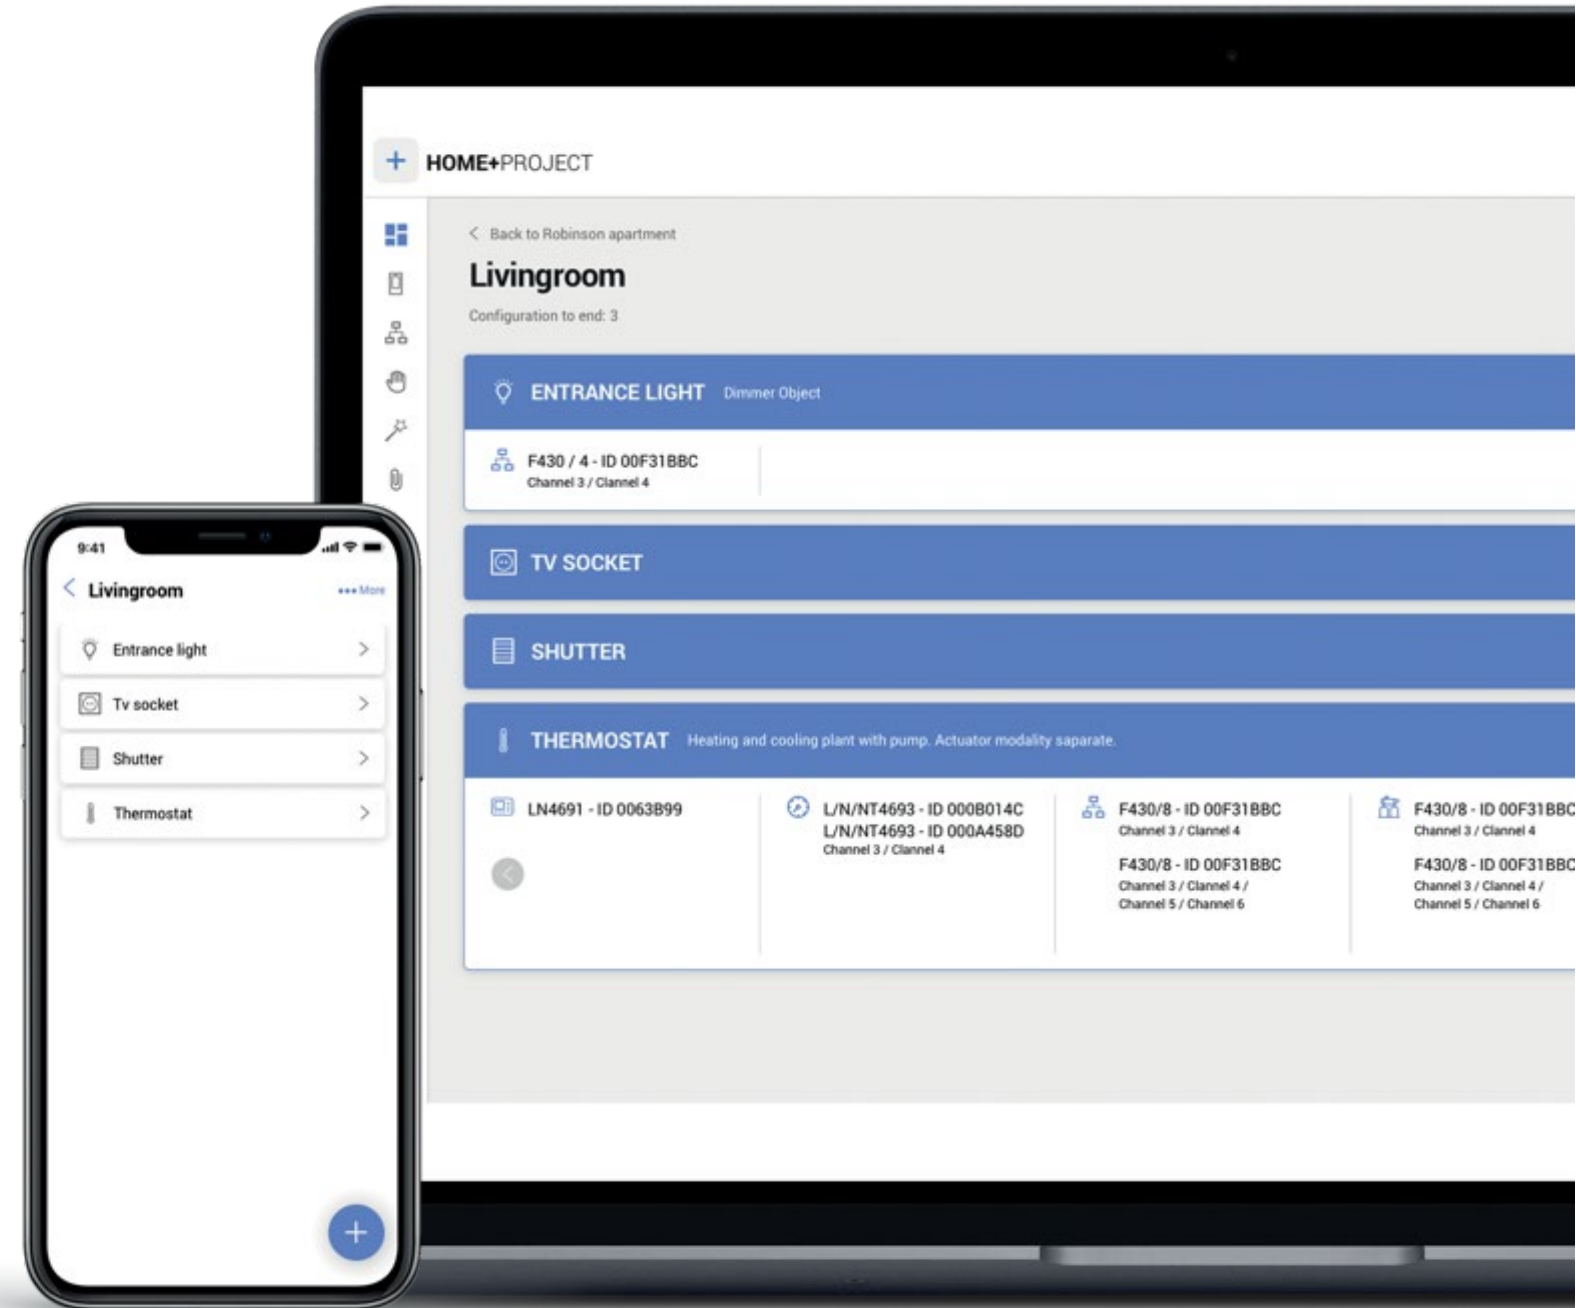 HOME+PROJECT
Back to Robinson apartment
Livingroom
Configuration to end: 3
ENTRANCE LIGHT Dimmer Object
F430 / 4 - ID 00F31BBC
Channel 3 / Clannel 4
TV SOCKET
SHUTTER
THERMOSTAT Heating and cooling plant with pump. Actuator modality saparate.
LN4691 - ID 0063B99
L/N/NT4693 - ID 000B014C
L/N/NT4693 - ID 000A458D
Channel 3 / Clannel 4
F430/8 - ID 00F31BBC
Channel 3 / Clannel 4
F430/8 - ID 00F31BBC
Channel 3 / Clannel 4 /
Channel 5 / Channel 6
F430/8 - ID 00F31BBC
Channel 3 / Clannel 4
F430/8 - ID 00F31BBC
Channel 3 / Clannel 4 /
Channel 5 / Channel 6
9:41
Livingroom
••• More
Entrance light
Tv socket
Shutter
Thermostat